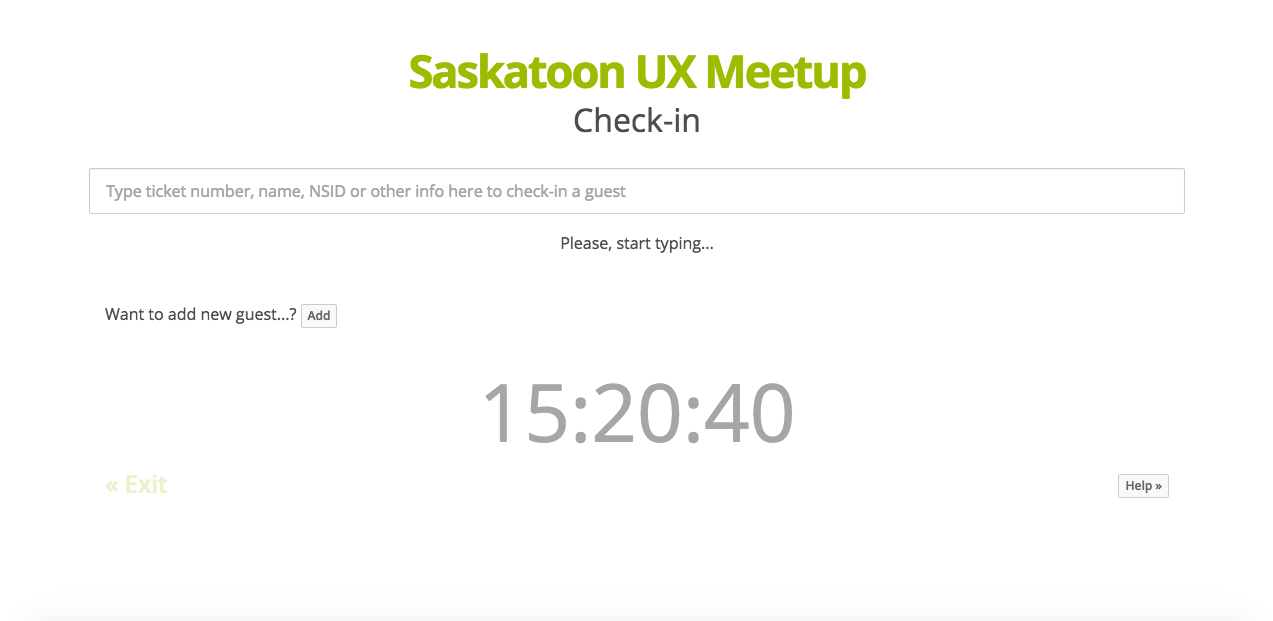 Saskatoon UX Meetup
Check-in
Type ticket number, name, NSID or other info here to check-in a guest
Please, start typing...
Want to add new guest...? Add
15:20:40
« Exit
Help »